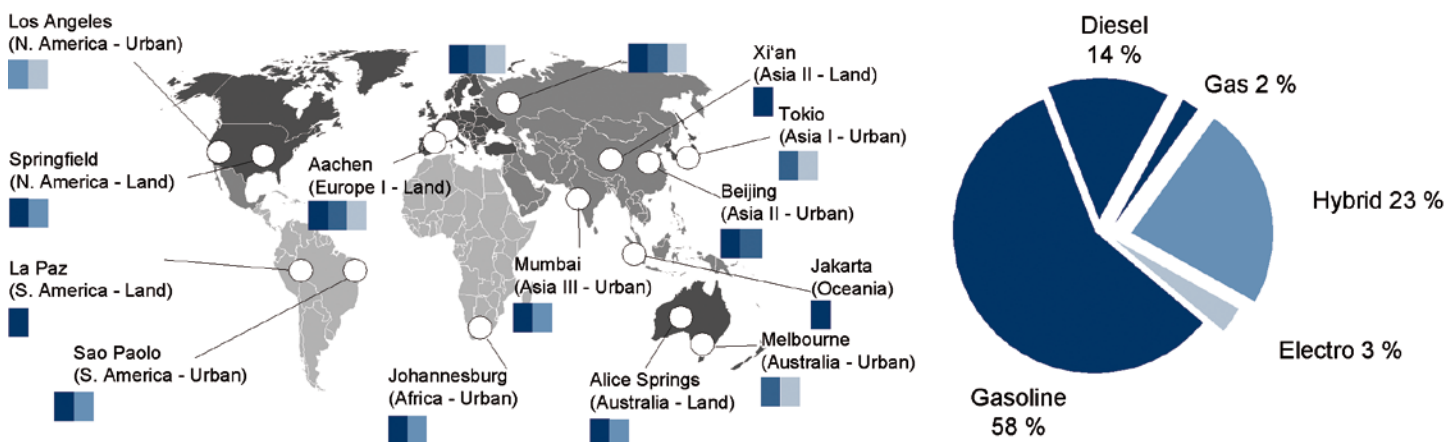 Los Angeles
(N. America - Urban)
Springfield
(N. America - Land)
La Paz
(S. America - Land)
Sao Paolo
(S. America - Urban)
Aachen
(Europe I - Land)
Johannesburg
(Africa - Urban)
Mumbai
(Asia III - Urban)
Alice Springs
(Australia - Land)
Xi'an
(Asia II - Land)
Tokio
(Asia I - Urban)
Beijing
(Asia II - Urban)
Jakarta
(Oceania)
Melbourne
(Australia - Urban)
Diesel
14 %
Gas 2 %
Hybrid 23 %
Electro 3 %
Gasoline
58 %